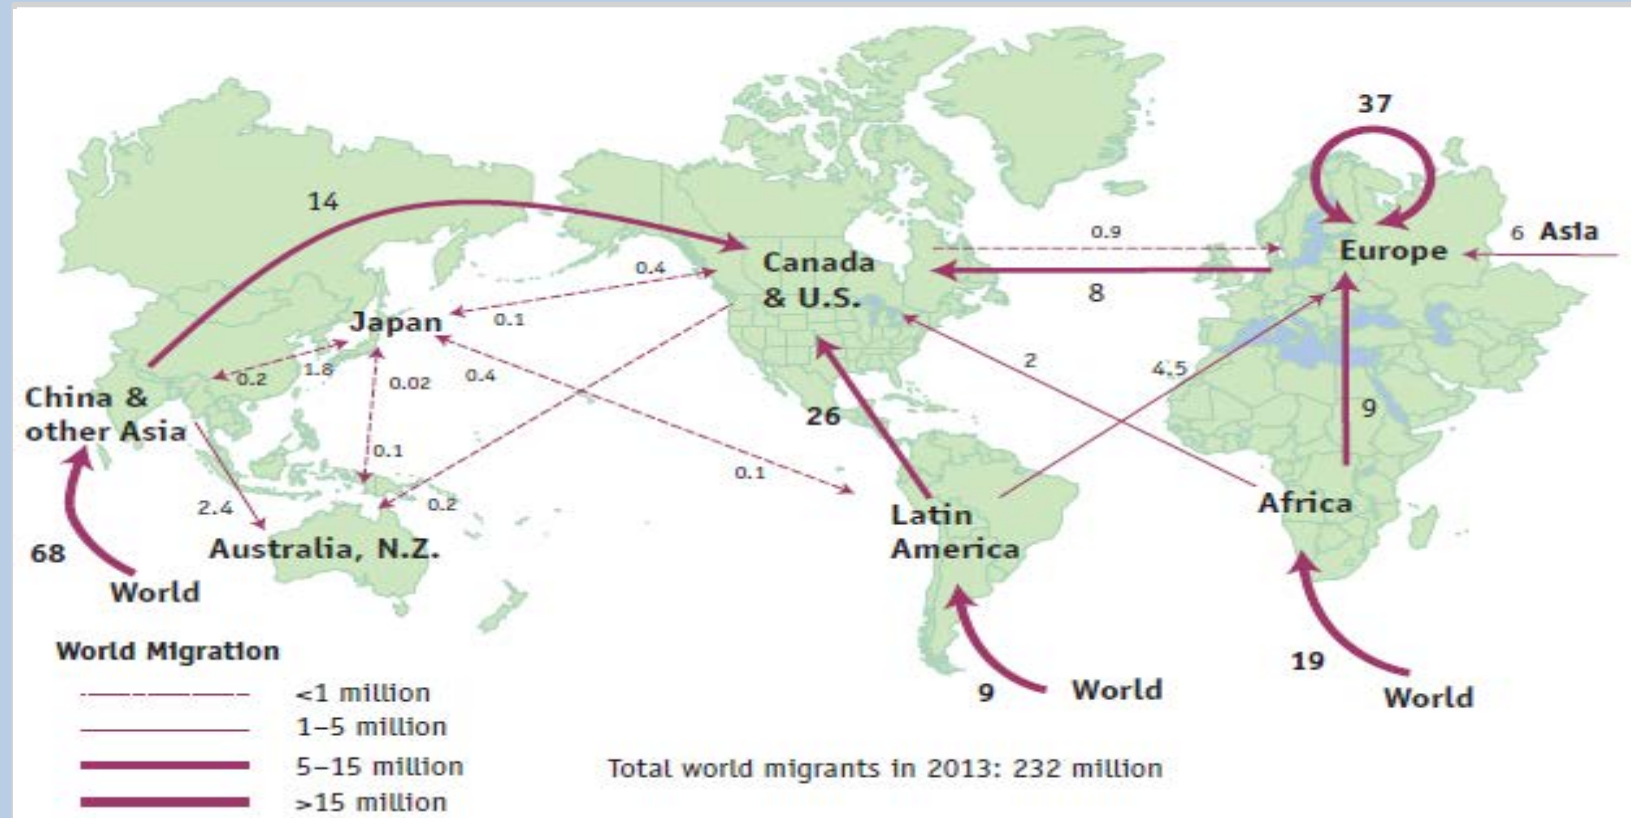 37
14
0.9
6 Asia
Europe
Canada
& U.S.
0.4
8
Japan
0.1
0.2
1.8
0.02
0.4
2
4.5
China &
other Asia
26
9
0.1
0.1
2.4
0.2
Latin
America
Africa
68
Australia, N.Z.
World
World Migration
<1 million
1–5 million
5–15 million
>15 million
9
World
19
World
Total world migrants in 2013: 232 million